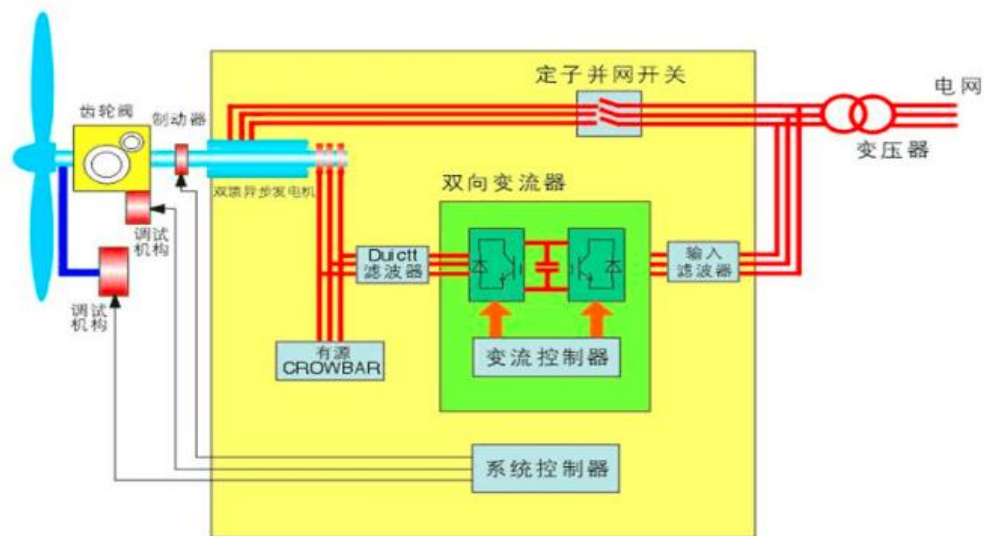 定子并网开关
电网
齿轮阀
制动器
变压器
双馈异步发电机
双向变流器
调试
机构
Duictt
滤波器
输入
滤波器
调试
机构
有源
CROWBAR
变流控制器
系统控制器